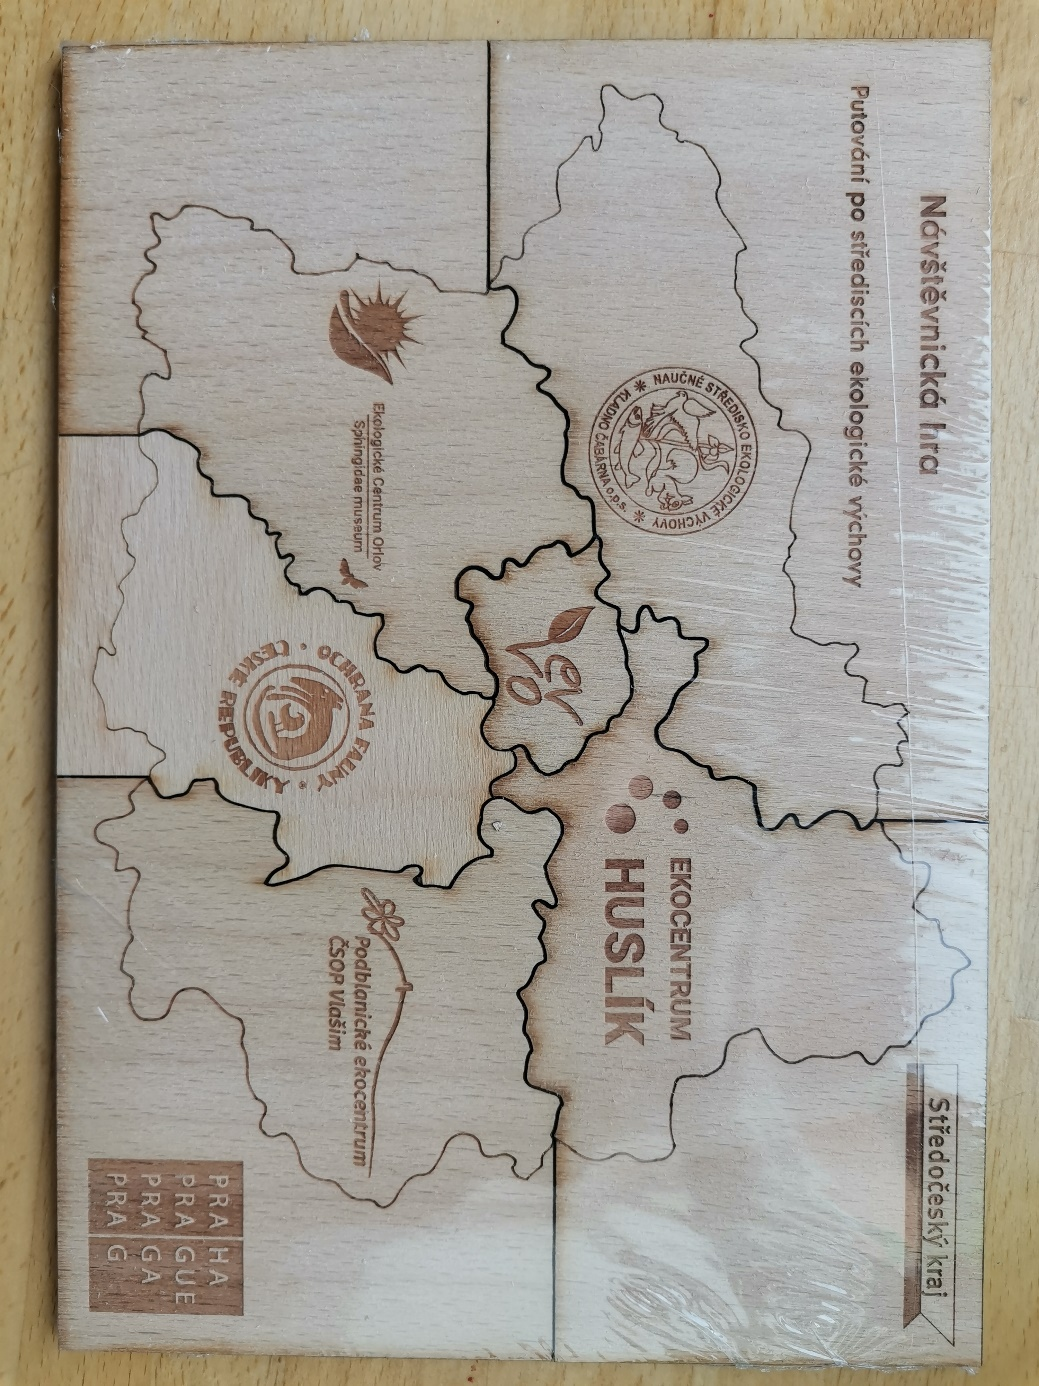 Návštěvnická hra
Putování po střediscích ekologické výchovy
Středočeský kraj
NAUČNÉ STŘEDISKO EKOLOGICKÉ VÝCHOVY
KLADNO ČABÁRNA o.p.s.
EKOCENTRUM
HUSLÍK
Ekologické Centrum Orlov
Sphingidae museum
OCHRANA FAUNY
ČESKÉ REPUBLIKY
Podblanické ekocentrum
ČSOP Vlašim
PRA HA
PRA GUE
PRA GA
PRA G